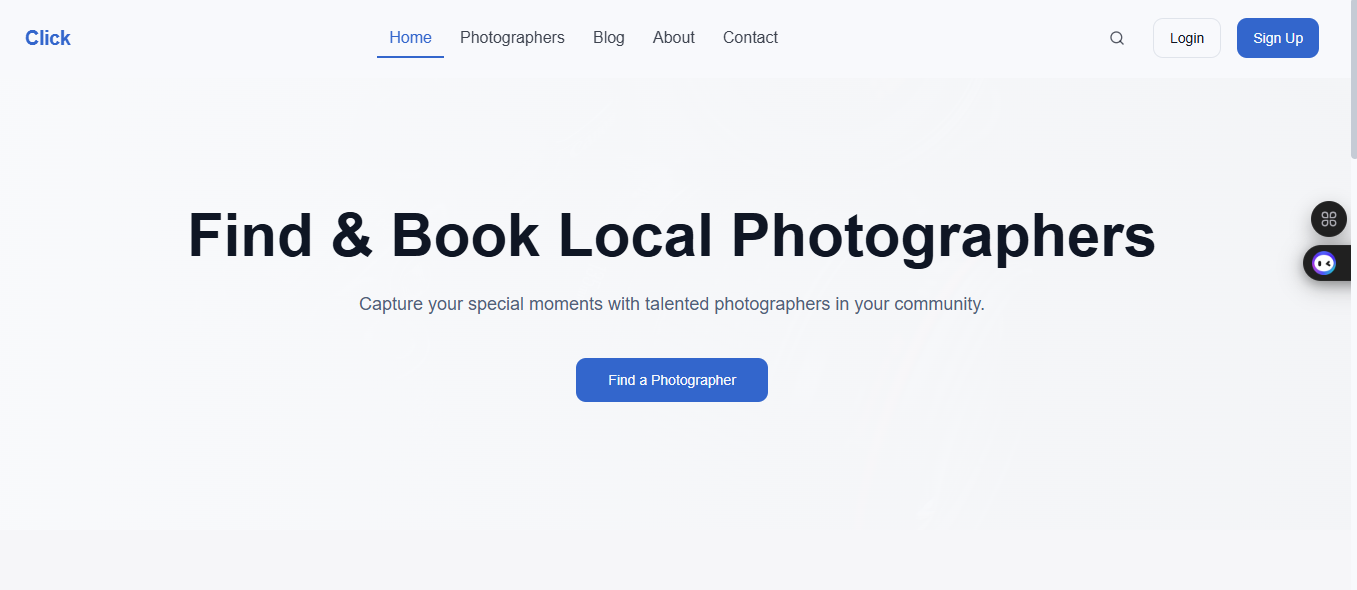 Click
Home Photographers Blog About Contact
Login Sign Up
Find & Book Local Photographers
Capture your special moments with talented photographers in your community.
Find a Photographer